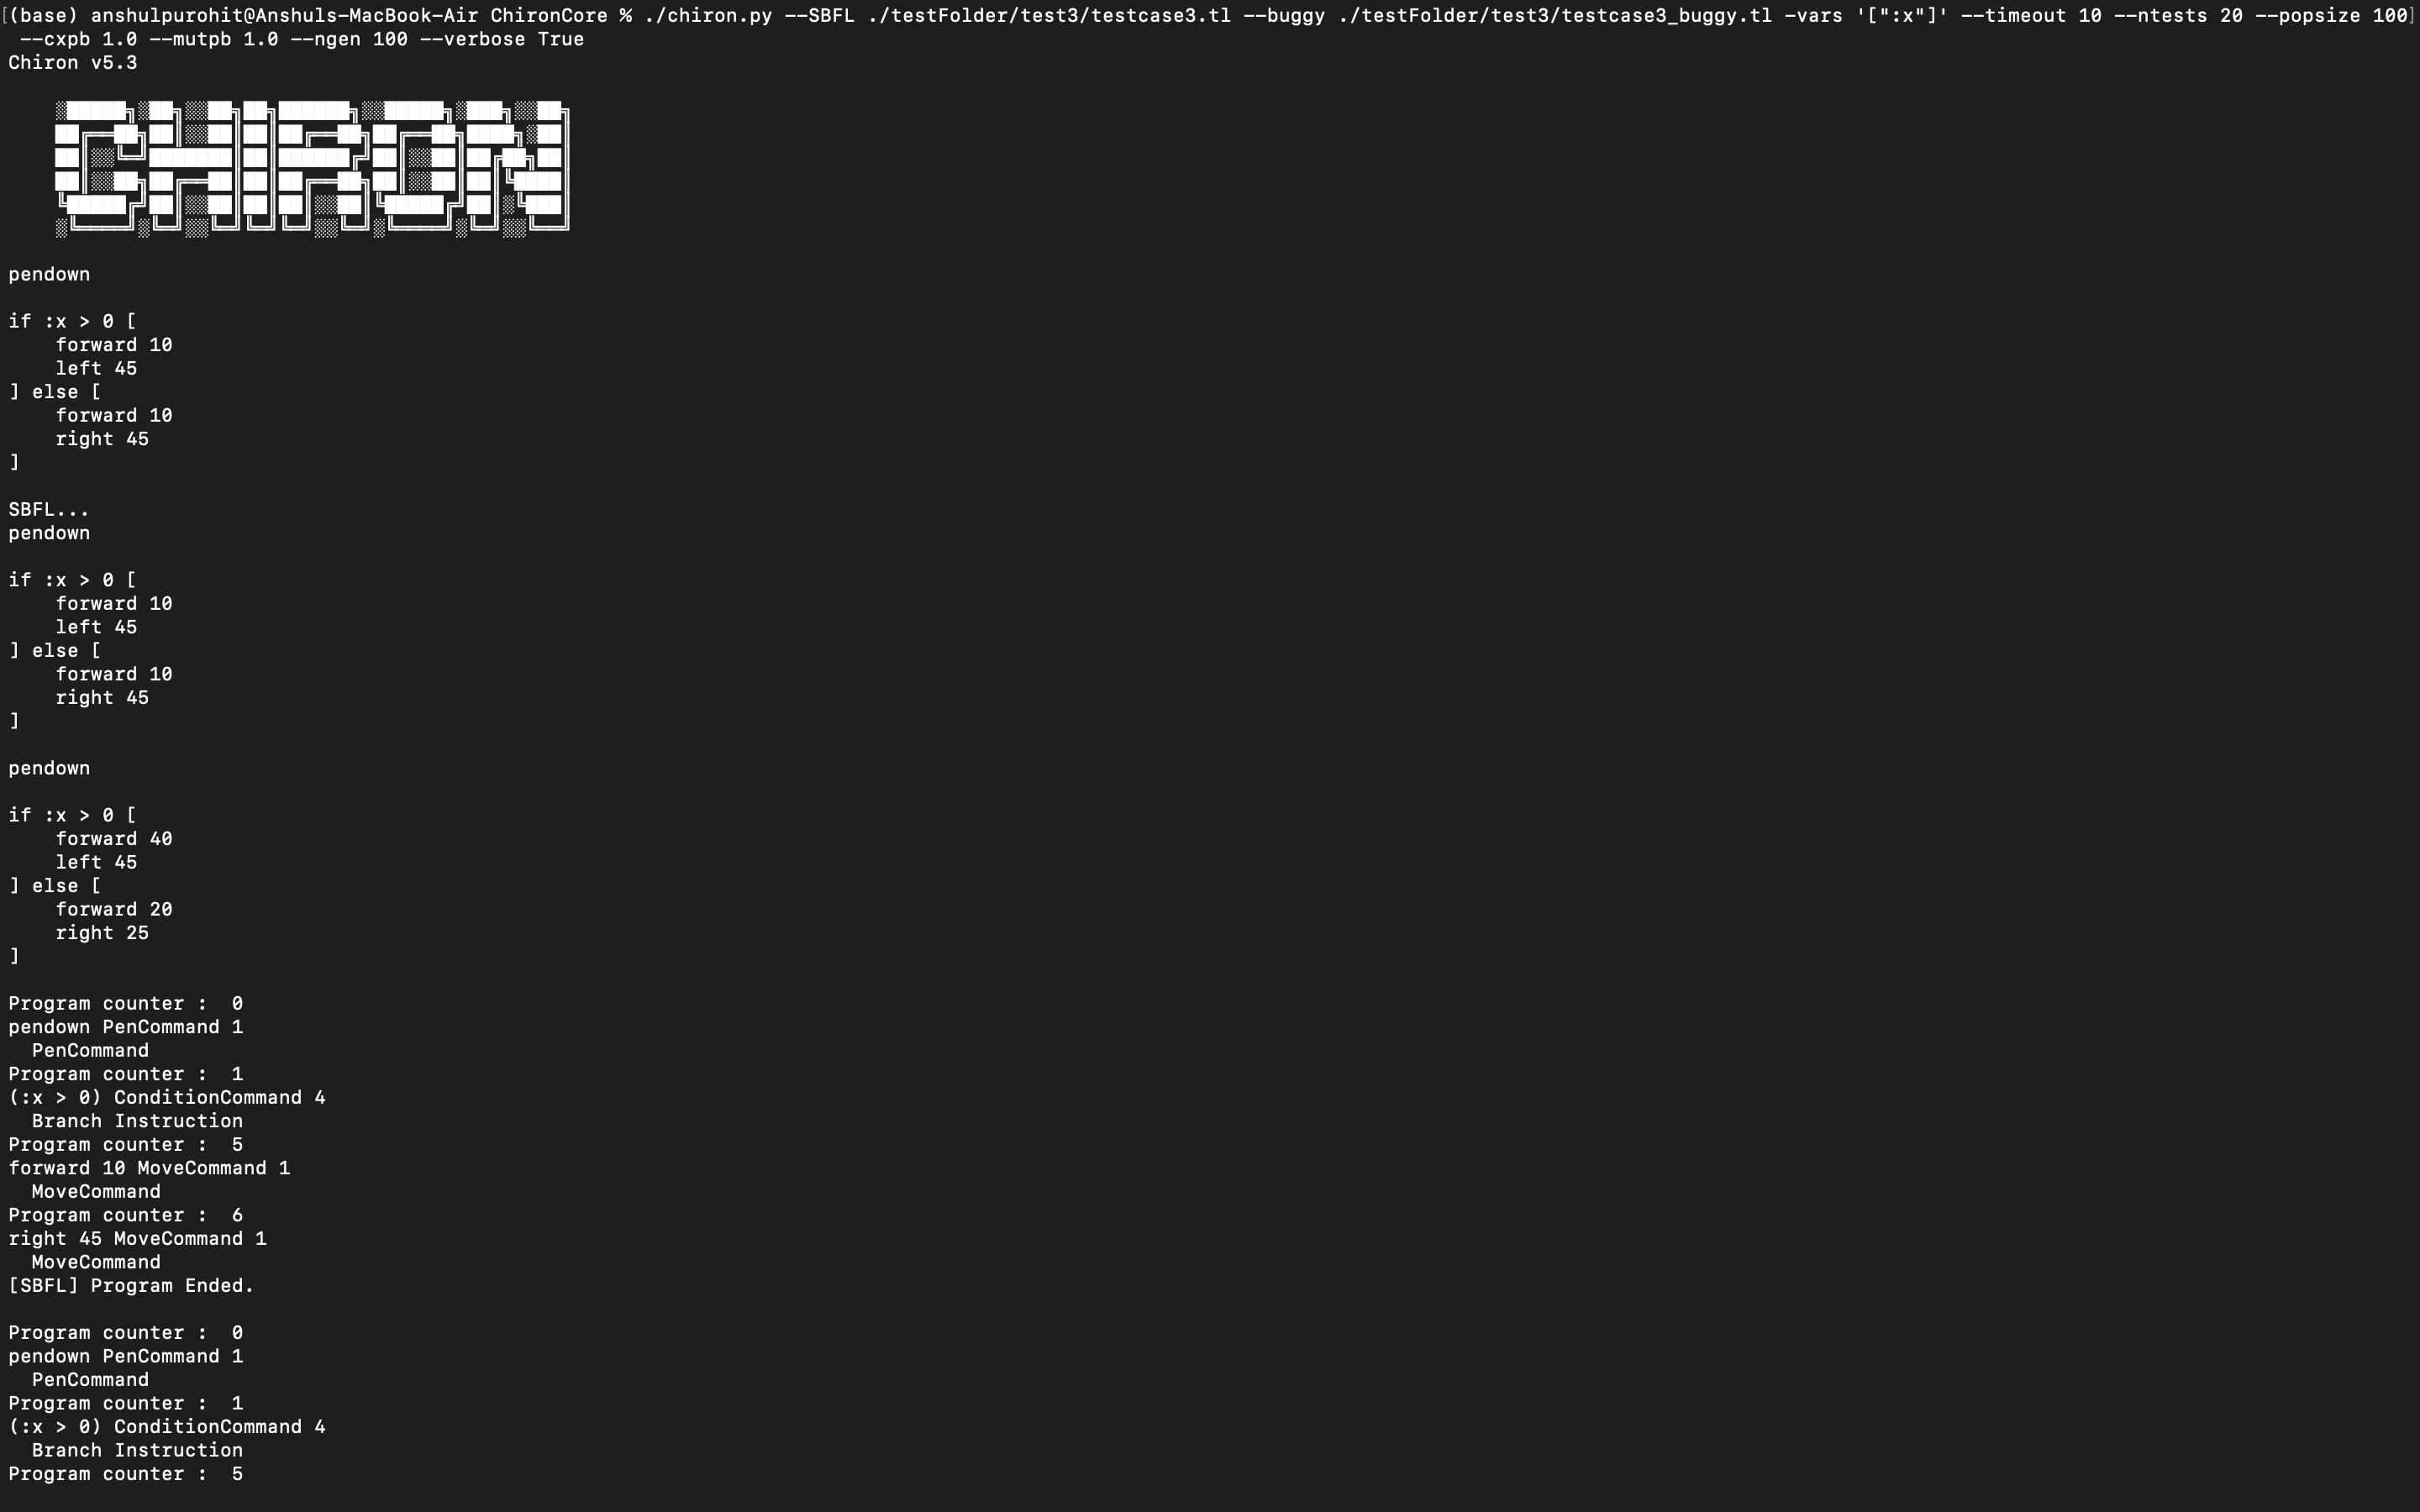 (base) anshulpurohit@Anshuls-MacBook-Air ChironCore % ./chiron.py --SBFL ./testFolder/test3/testcase3.tl --buggy ./testFolder/test3/testcase3_buggy.tl -vars '[":x"]' --timeout 10 --ntests 20 --popsize 100
--cxpb 1.0 --mutpb 1.0 --ngen 100 --verbose True
Chiron v5.3
CHIRON
pendown
if :x > 0 [
forward 10
left 45
] else [
forward 10
right 45
]
SBFL...
pendown
if :x > 0 [
forward 10
left 45
] else [
forward 10
right 45
]
pendown
if :x > 0 [
forward 40
left 45
] else [
forward 20
right 25
]
Program counter :  0
pendown PenCommand 1
PenCommand
Program counter :  1
(:x > 0) ConditionCommand 4
Branch Instruction
Program counter :  5
forward 10 MoveCommand 1
MoveCommand
Program counter :  6
right 45 MoveCommand 1
MoveCommand
[SBFL] Program Ended.
Program counter :  0
pendown PenCommand 1
PenCommand
Program counter :  1
(:x > 0) ConditionCommand 4
Branch Instruction
Program counter :  5